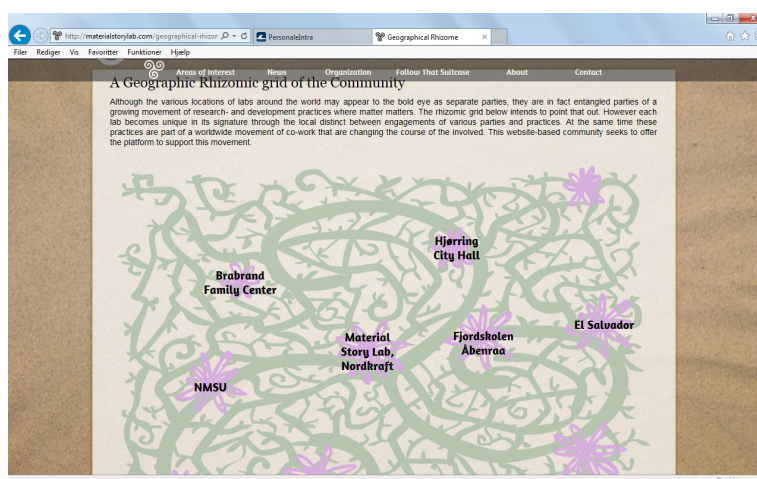 http://materialstorylab.com/geographical-rhizor
PersonaleIntra
Geographical Rhizome
Filer Rediger Vis Favoritter Funktioner Hjælp
Areas of Interest News Organization Follow That Suitcase About Contact
A Geographic Rhizomic grid of the Community
Although the various locations of labs around the world may appear to the bold eye as separate parties, they are in fact entangled parties of a
growing movement of research- and development practices where matter matters. The rhizomic grid below intends to point that out. However each
lab becomes unique in its signature through the local distinct between engagements of various parties and practices. At the same time these
practices are part of a worldwide movement of co-work that are changing the course of the involved. This website-based community seeks to offer
the platform to support this movement.
Hjørring
City Hall
Brabrand
Family Center
El Salvador
Material
Story Lab,
Nordkraft
Fjordskolen
Åbenraa
NMSU